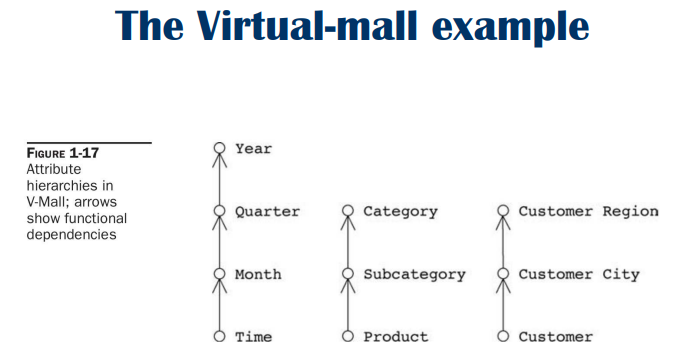 The Virtual-mall example
FIGURE 1-17
Attribute
hierarchies in
V-Mall; arrows
show functional
dependencies
Year
Quarter Category Customer Region
Month Subcategory Customer City
Time Product Customer